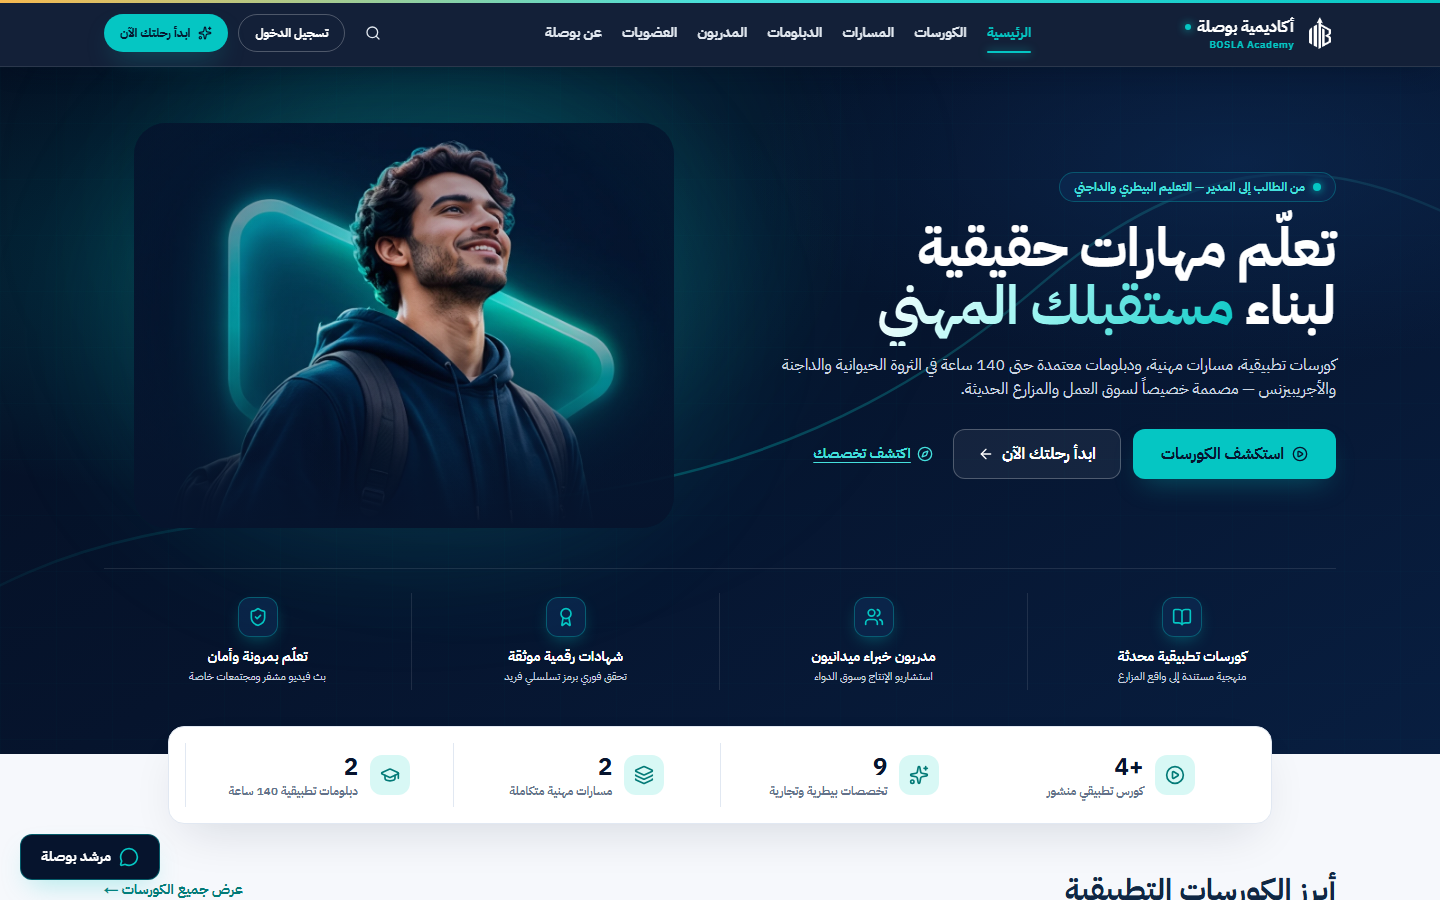 أكاديمية بوصلة
BOSLA Academy
الرئيسية
الكورسات
المسارات
الدبلومات
المدربون
العضويات
عن بوصلة
تسجيل الدخول
ابدأ رحلتك الآن
من الطالب إلى المدير — التعليم البيطري والداجني
تعلّم مهارات حقيقية
لبناء مستقبلك المهني
كورسات تطبيقية، مسارات مهنية، ودبلومات معتمدة حتى 140 ساعة في الثروة الحيوانية والداجنة
والأجريبيزنس — مصممة خصيصاً لسوق العمل والمزارع الحديثة.
استكشف الكورسات
ابدأ رحلتك الآن ←
اكتشف تخصصك
كورسات تطبيقية محدثة
منهجية مستندة إلى واقع المزارع
مدربون خبراء ميدانيون
استشاريو الإنتاج وسوق الدواء
شهادات رقمية موثقة
تحقق فوري برمز تسلسلي فريد
تعلّم بمرونة وأمان
بث فيديو مشفر ومجتمعات خاصة
4+
كورس تطبيقي منشور
9
تخصصات بيطرية وتجارية
2
مسارات مهنية متكاملة
2
دبلومات تطبيقية 140 ساعة
مرشد بوصلة
أبرز الكورسات التطبيقية
عرض جميع الكورسات ←